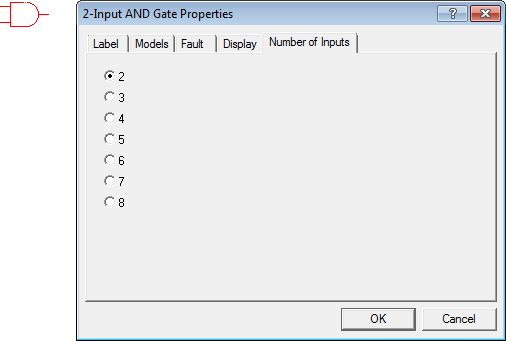 2-Input AND Gate Properties
Label Models Fault Display Number of Inputs
2
3
4
5
6
7
8
OK Cancel